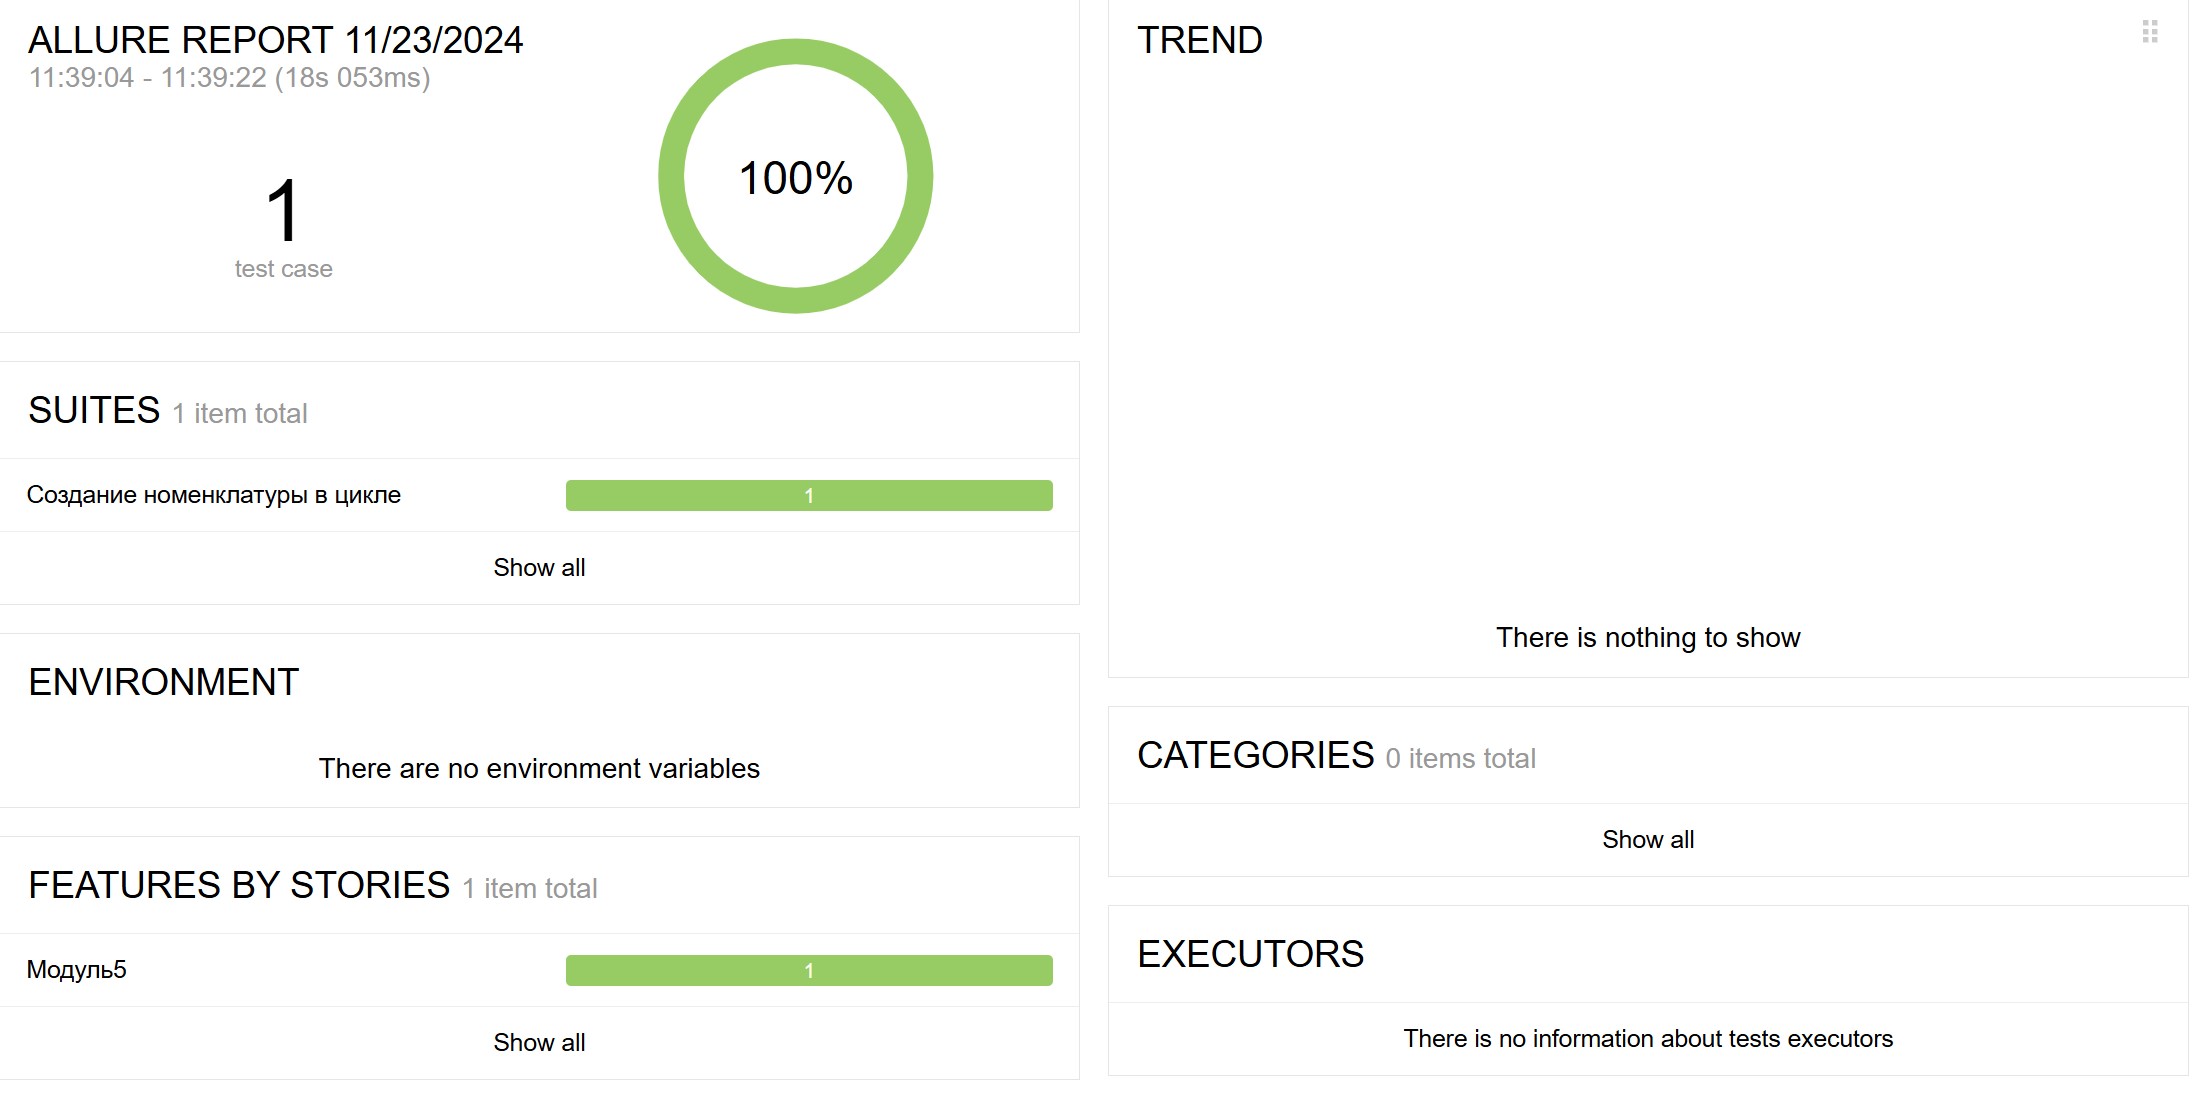 ALLURE REPORT 11/23/2024
11:39:04 - 11:39:22 (18s 053ms)
1
test case
100%
SUITES 1 item total
Создание номенклатуры в цикле
1
Show all
ENVIRONMENT
There are no environment variables
FEATURES BY STORIES 1 item total
Модуль5
1
Show all
TREND
There is nothing to show
CATEGORIES 0 items total
Show all
EXECUTORS
There is no information about tests executors